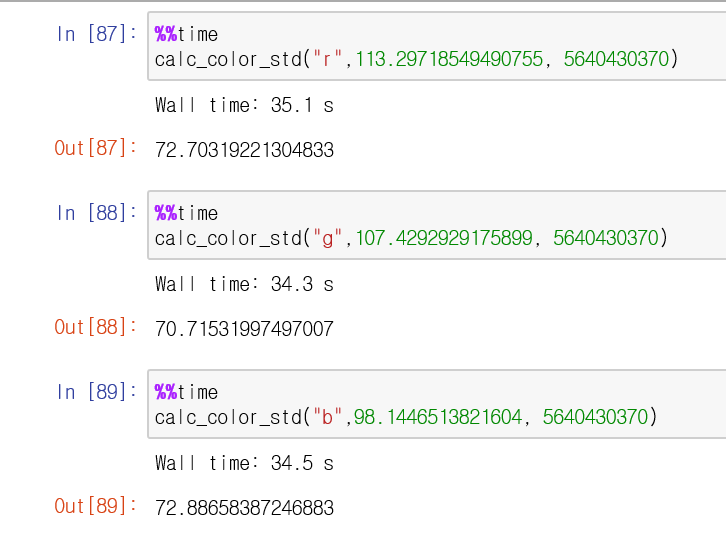 In [87]: %%time
calc_color_std("r",113.29718549490755, 5640430370)
Wall time: 35.1 s
Out[87]: 72.70319221304833
In [88]: %%time
calc_color_std("g",107.4292929175899, 5640430370)
Wall time: 34.3 s
Out[88]: 70.71531997497007
In [89]: %%time
calc_color_std("b",98.1446513821604, 5640430370)
Wall time: 34.5 s
Out[89]: 72.88658387246883